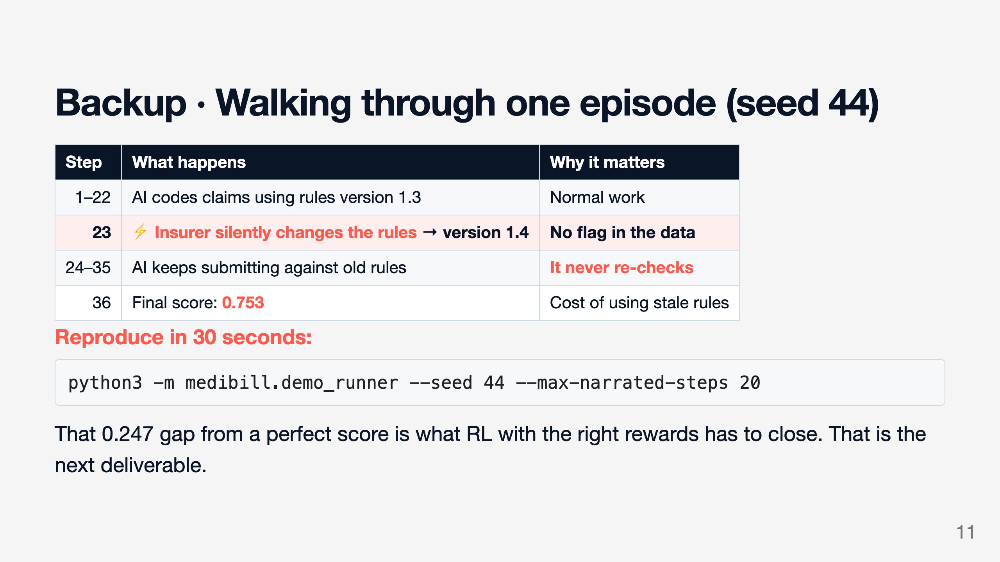 Backup · Walking through one episode (seed 44)
Step What happens Why it matters
1–22 AI codes claims using rules version 1.3 Normal work
23 ⚡ Insurer silently changes the rules → version 1.4 No flag in the data
24–35 AI keeps submitting against old rules It never re-checks
36 Final score: 0.753 Cost of using stale rules
Reproduce in 30 seconds:
python3 -m medibill.demo_runner --seed 44 --max-narrated-steps 20
That 0.247 gap from a perfect score is what RL with the right rewards has to close. That is the
next deliverable.
11